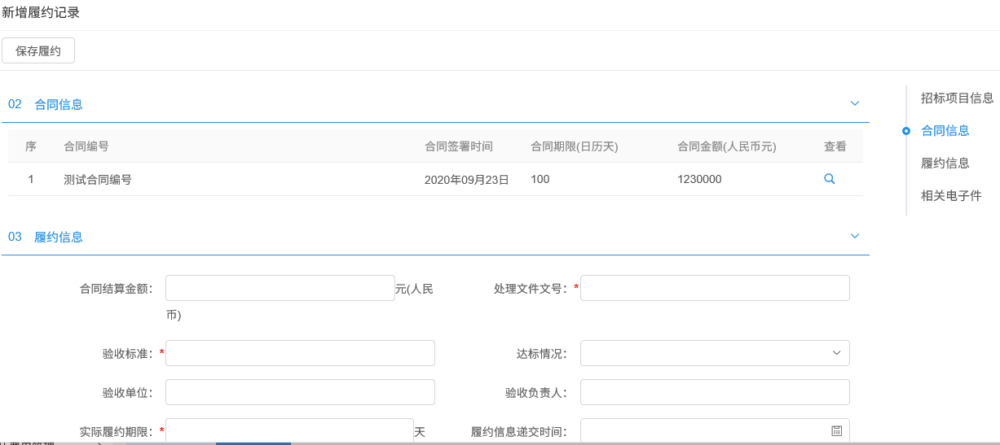 新增履约记录
保存履约
02 合同信息
序 合同编号 合同签署时间 合同期限(日历天) 合同金额(人民币元) 查看
1 测试合同编号 2020年09月23日 100 1230000
招标项目信息
合同信息
履约信息
相关电子件
03 履约信息
合同结算金额： 元(人民
币)
处理文件文号：*
验收标准：* 达标情况：
验收单位： 验收负责人：
实际履约期限：* 天 履约信息递交时间：